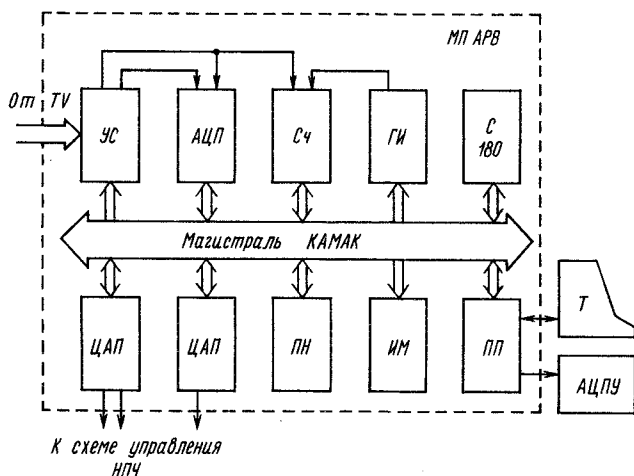 МП АРВ
От TV
УС
АЦП
Сч
ГИ
С
180
Магистраль КАМАК
ЦАП
ЦАП
ПН
ИМ
ПП
Т
АЦПУ
К схеме управления
НПЧ